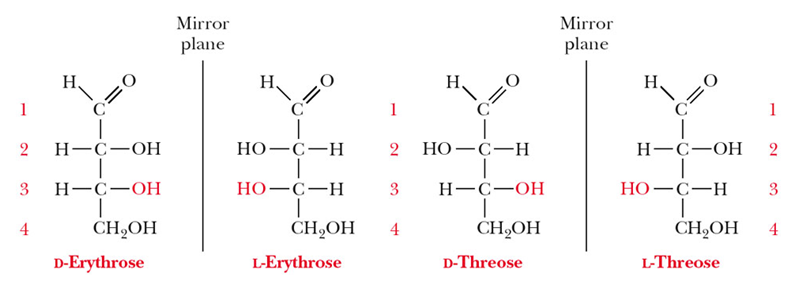 Mirror plane Mirror plane
H O H O H O H O
1 C C 1 C C 1
2 H—C—OH HO—C—H 2 HO—C—H H—C—OH 2
3 H—C—OH HO—C—H 3 H—C—OH HO—C—H 3
4 CH₂OH CH₂OH 4 CH₂OH CH₂OH 4
D-Erythrose L-Erythrose D-Threose L-Threose